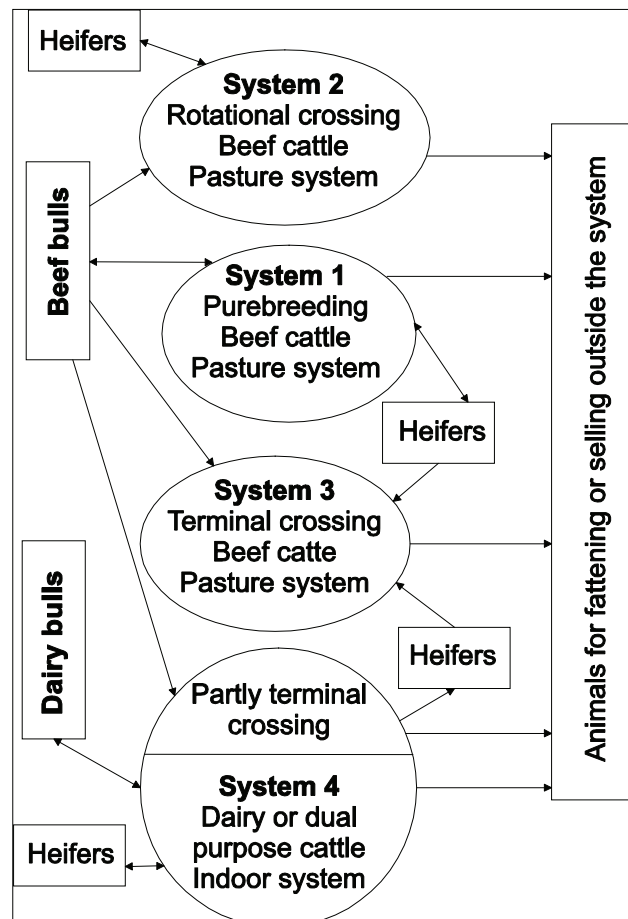 Heifers
System 2
Rotational crossing
Beef cattle
Pasture system
Beef bulls
System 1
Purebreeding
Beef cattle
Pasture system
Heifers
System 3
Terminal crossing
Beef catte
Pasture system
Dairy bulls
Heifers
Partly terminal
crossing
System 4
Dairy or dual
purpose cattle
Indoor system
Heifers
Animals for fattening or selling outside the system